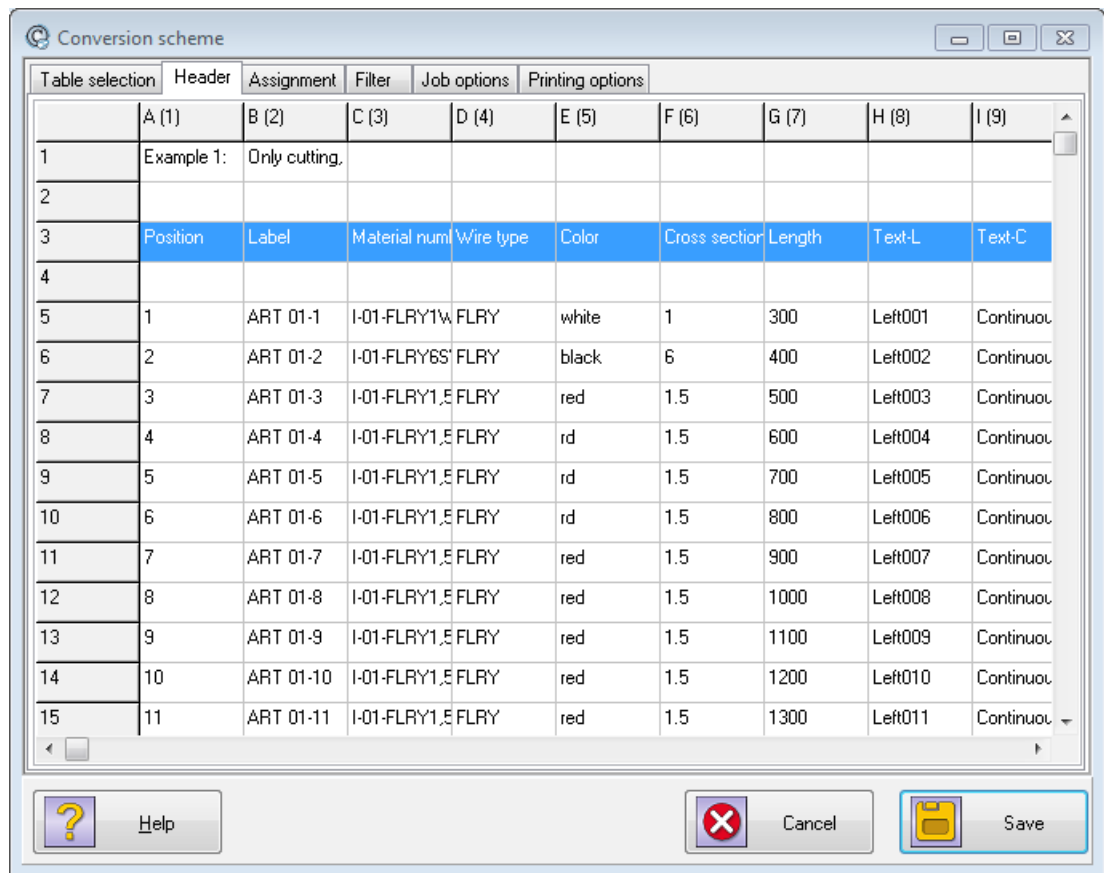 Conversion scheme
Table selection Header Assignment Filter Job options Printing options
A (1) B (2) C (3) D (4) E (5) F (6) G (7) H (8) I (9)
1 Example 1: Only cutting,
2
3 Position Label Material numl Wire type Color Cross section Length Text-L Text-C
4
5 1 ART 01-1 I-01-FLRY1W FLRY white 1 300 Left001 Continuou
6 2 ART 01-2 I-01-FLRY6S FLRY black 6 400 Left002 Continuou
7 3 ART 01-3 I-01-FLRY1,5 FLRY red 1.5 500 Left003 Continuou
8 4 ART 01-4 I-01-FLRY1,5 FLRY rd 1.5 600 Left004 Continuou
9 5 ART 01-5 I-01-FLRY1,5 FLRY rd 1.5 700 Left005 Continuou
10 6 ART 01-6 I-01-FLRY1,5 FLRY rd 1.5 800 Left006 Continuou
11 7 ART 01-7 I-01-FLRY1,5 FLRY red 1.5 900 Left007 Continuou
12 8 ART 01-8 I-01-FLRY1,5 FLRY red 1.5 1000 Left008 Continuou
13 9 ART 01-9 I-01-FLRY1,5 FLRY red 1.5 1100 Left009 Continuou
14 10 ART 01-10 I-01-FLRY1,5 FLRY red 1.5 1200 Left010 Continuou
15 11 ART 01-11 I-01-FLRY1,5 FLRY red 1.5 1300 Left011 Continuou
Help Cancel Save